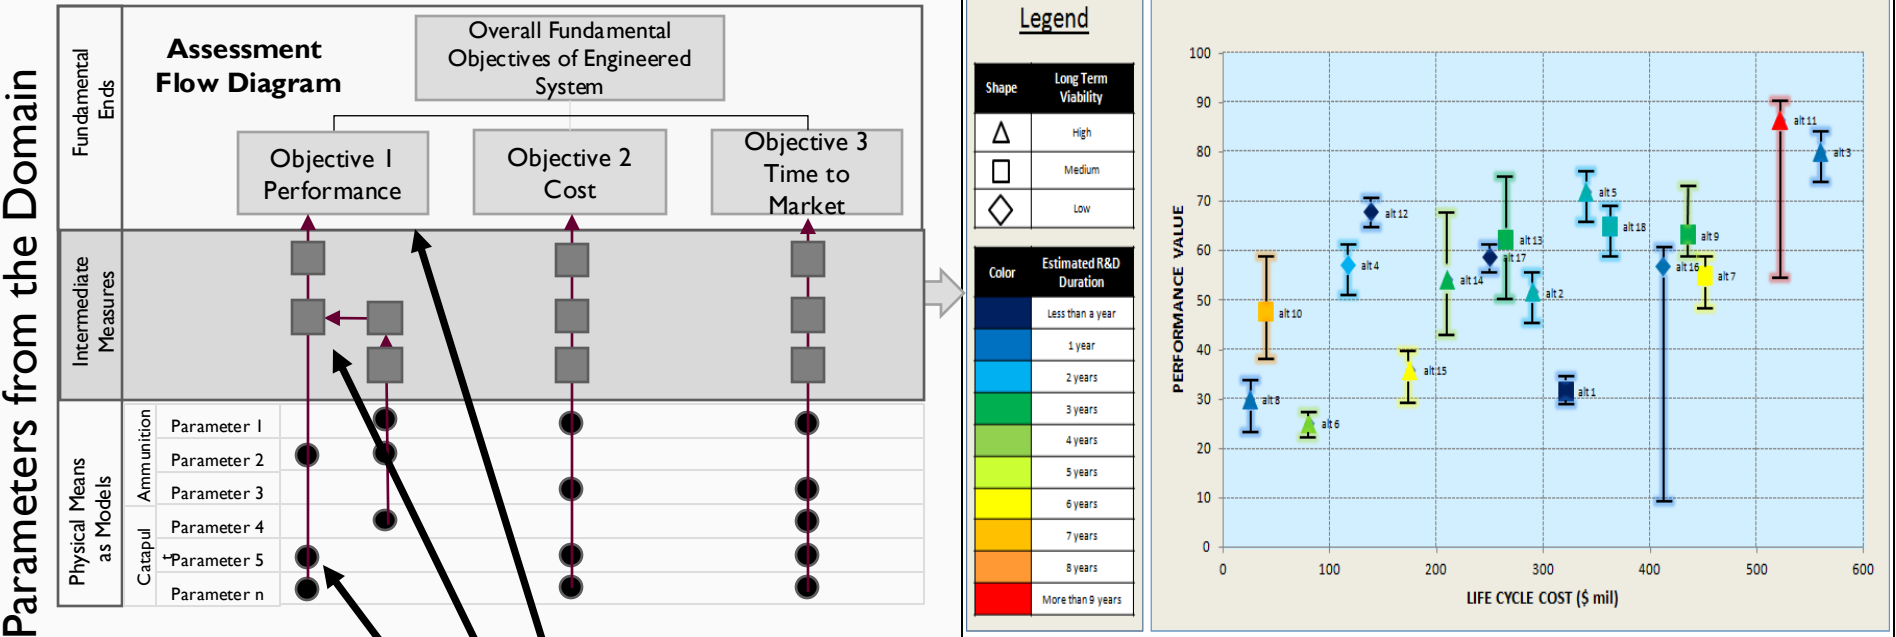 Parameters from the Domain
Fundamental
Ends
Assessment
Flow Diagram
Overall Fundamental
Objectives of Engineered
System
Objective 1
Performance
Objective 2
Cost
Objective 3
Time to
Market
Intermediate
Measures
Physical Means
as Models
Ammunition
Catapul
t
Parameter 1
Parameter 2
Parameter 3
Parameter 4
Parameter 5
Parameter n
Legend
Shape
Long Term
Viability
High
Medium
Low
Color
Estimated R&D
Duration
Less than a year
1 year
2 years
3 years
4 years
5 years
6 years
7 years
8 years
More than 9 years
PERFORMANCE VALUE
100
90
80
70
60
50
40
30
20
10
0
0
100
200
300
400
500
600
LIFE CYCLE COST ($ mil)
alt 11
alt 3
alt 5
alt 12
alt 18
alt 13
alt 9
alt 17
alt 4
alt 16
alt 7
alt 14
alt 2
alt 10
alt 15
alt 1
alt 8
alt 6